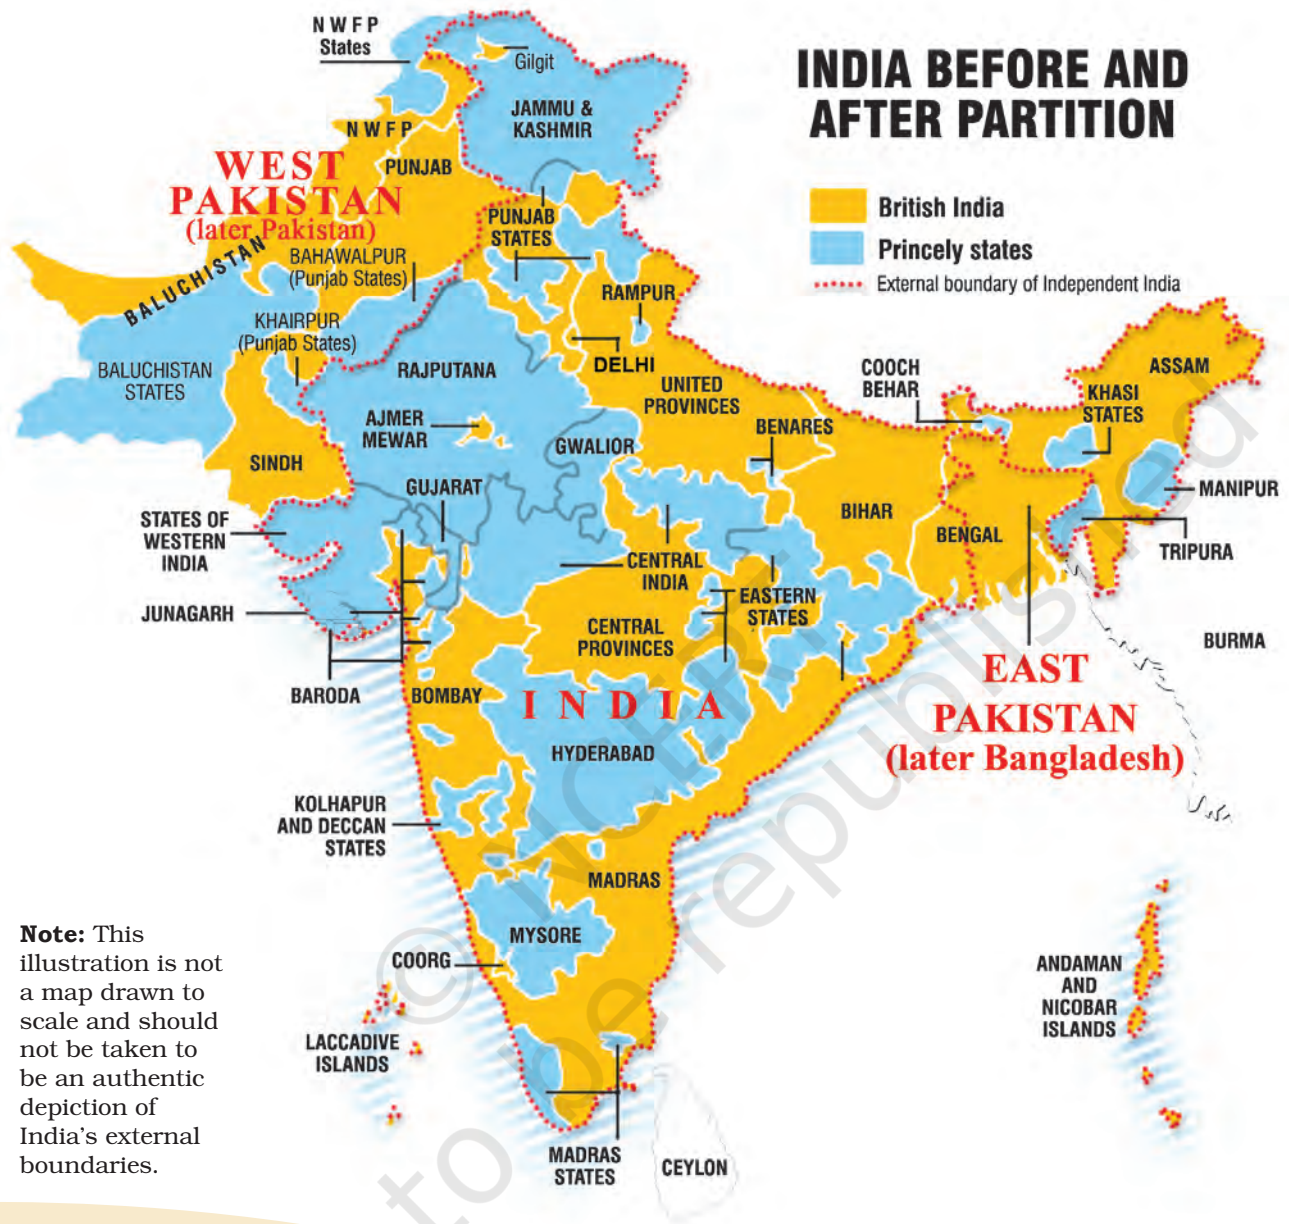 INDIA BEFORE AND
AFTER PARTITION
British India
Princely states
External boundary of Independent India
N W F P
States
Gilgit
JAMMU &
KASHMIR
N W F P
PUNJAB
WEST
PAKISTAN
(later Pakistan)
PUNJAB
STATES
BAHAWALPUR
(Punjab States)
BALUCHISTAN
RAMPUR
KHAIRPUR
(Punjab States)
DELHI
BALUCHISTAN
STATES
RAJPUTANA
UNITED
PROVINCES
COOCH
BEHAR
ASSAM
KHASI
STATES
AJMER
MEWAR
BENARES
GWALIOR
SINDH
GUJARAT
MANIPUR
BIHAR
STATES OF
WESTERN
INDIA
BENGAL
TRIPURA
CENTRAL
INDIA
EASTERN
STATES
JUNAGARH
CENTRAL
PROVINCES
BURMA
EAST
PAKISTAN
(later Bangladesh)
BARODA
BOMBAY
INDIA
HYDERABAD
KOLHAPUR
AND DECCAN
STATES
MADRAS
MYSORE
COORG
ANDAMAN
AND
NICOBAR
ISLANDS
LACCADIVE
ISLANDS
MADRAS
STATES
CEYLON
Note: This
illustration is not
a map drawn to
scale and should
not be taken to
be an authentic
depiction of
India's external
boundaries.
© NCERT
to be republished